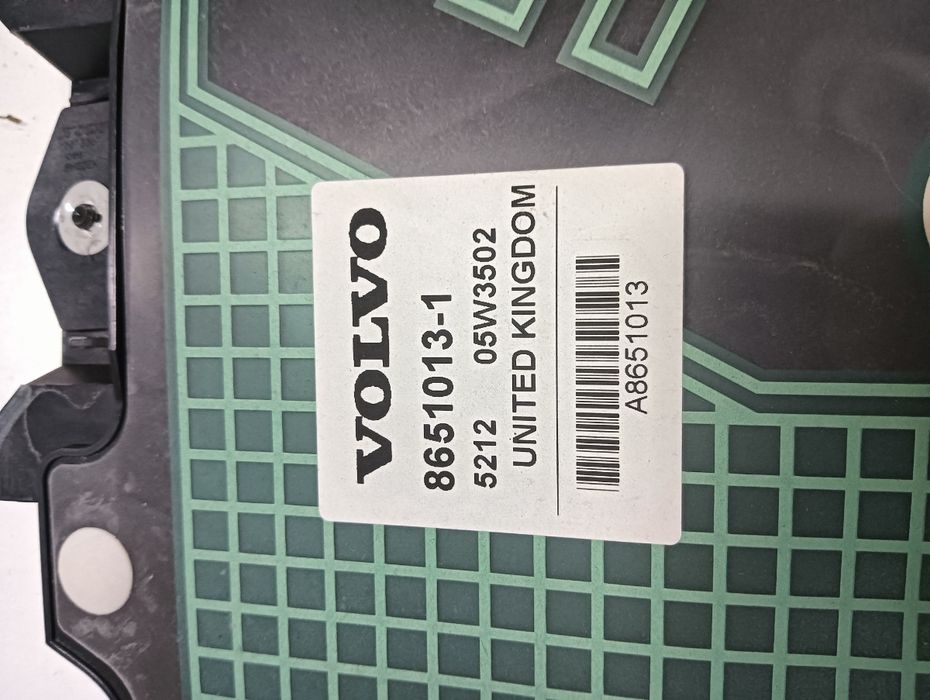 VOLVO
8651013-1
5212 05W3502
UNITED KINGDOM
A8651013